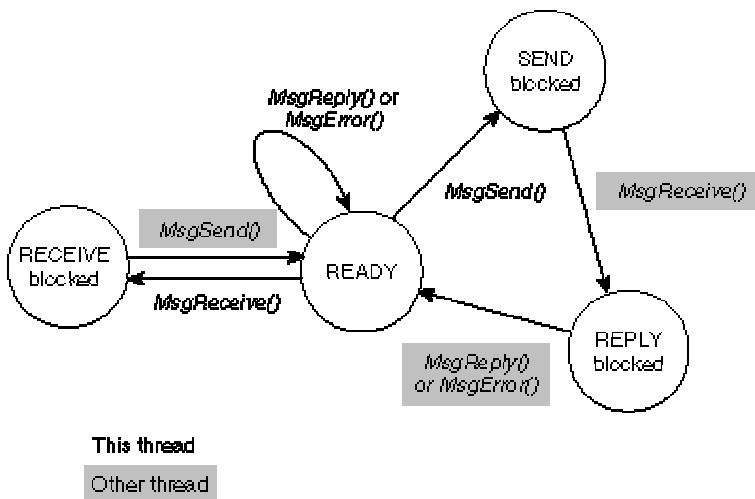 SEND
blocked
MsgReply() or
MsgError()
MsgSend()
MsgReceive()
MsgSend()
RECEIVE
blocked
READY
MsgReceive()
REPLY
blocked
MsgReply()
or MsgError()
This thread
Other thread